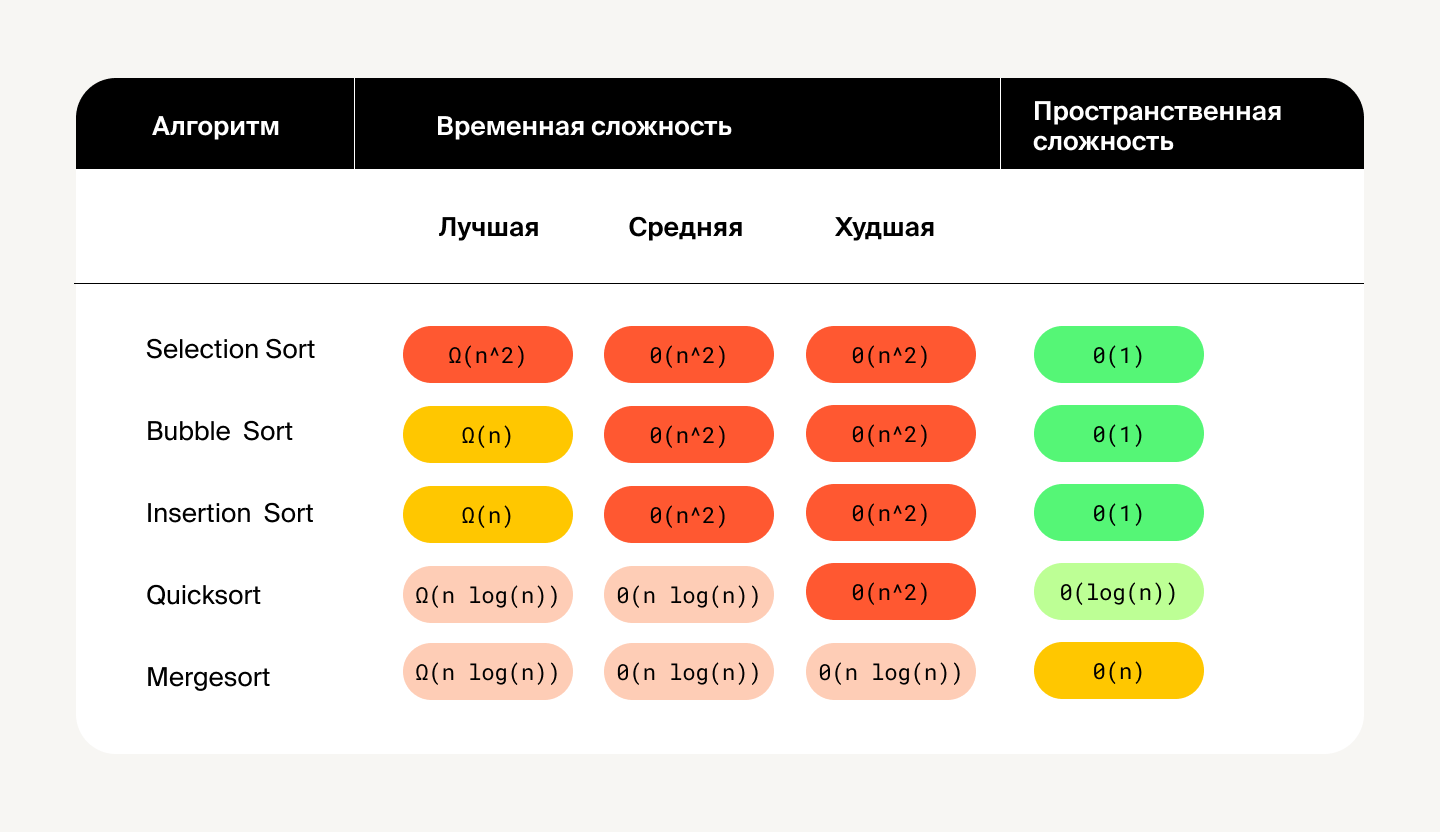 Алгоритм Временная сложность Пространственная сложность
Лучшая Средняя Худшая
Selection Sort Ω(n^2) θ(n^2) θ(n^2) θ(1)
Bubble Sort Ω(n) θ(n^2) θ(n^2) θ(1)
Insertion Sort Ω(n) θ(n^2) θ(n^2) θ(1)
Quicksort Ω(n log(n)) θ(n log(n)) θ(n^2) θ(log(n))
Mergesort Ω(n log(n)) θ(n log(n)) θ(n log(n)) θ(n)